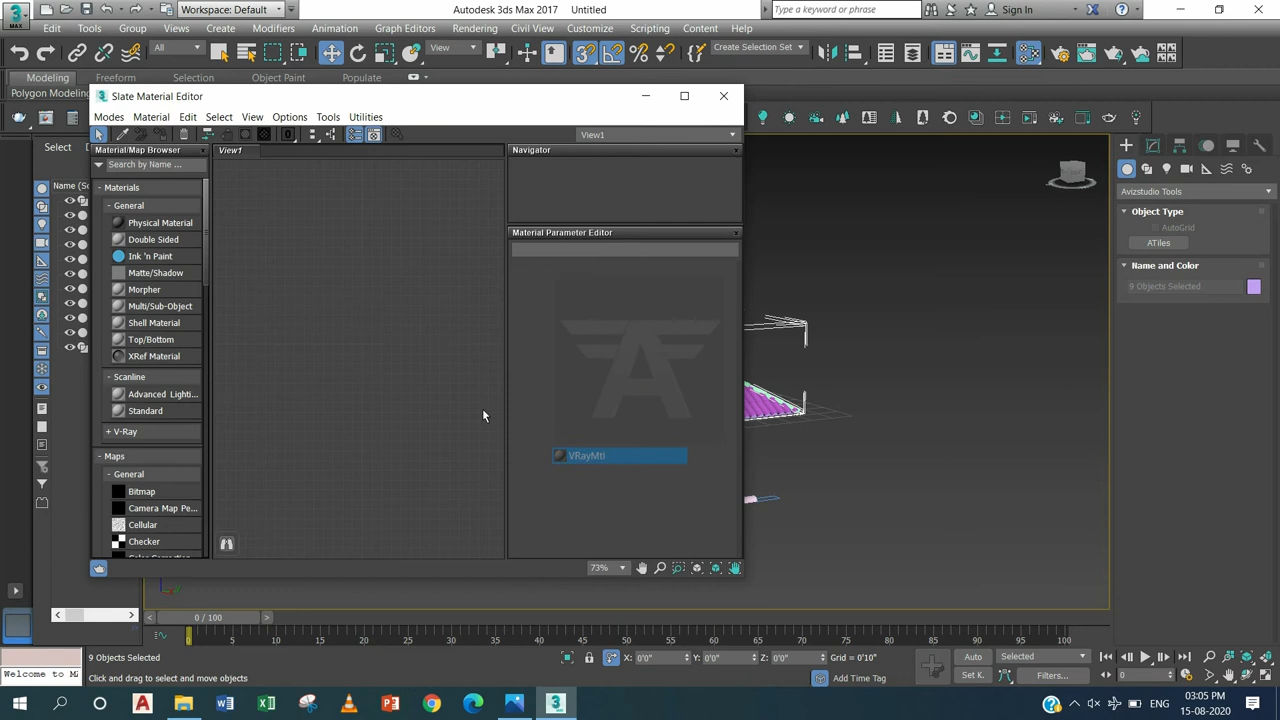 MAX
Workspace: Default
Autodesk 3ds Max 2017 Untitled
Type a keyword or phrase
Sign In
Edit Tools Group Views Create Modifiers Animation Graph Editors Rendering Civil View Customize Scripting Content Help
All
View
Create Selection Set
Modeling Freeform Selection Object Paint Populate
Polygon Modeling
Slate Material Editor
Modes Material Edit Select View Options Tools Utilities
View1
Select
Material/Map Browser
View1
Navigator
Search by Name ...
Name (Sc
- Materials
- General
Physical Material
Double Sided
Ink 'n Paint
Matte/Shadow
Morpher
Multi/Sub-Object
Shell Material
Top/Bottom
XRef Material
- Scanline
Advanced Lighti...
Standard
+ V-Ray
- Maps
- General
Bitmap
Camera Map Pe...
Cellular
Checker
Color Correction
Material Parameter Editor
VRayMtl
73%
Avizstudio Tools
Object Type
AutoGrid
ATiles
Name and Color
9 Objects Selected
0 / 100
0 5 10 15 20 25 30 35 40 45 50 55 60 65 70 75 80 85 90 95 100
9 Objects Selected
X: 0'0" Y: 0'0" Z: 0'0" Grid = 0'10"
Auto Selected
Welcome to Mi
Click and drag to select and move objects
Add Time Tag
Set K. Filters...
0
ENG
03:05 PM
15-08-2020